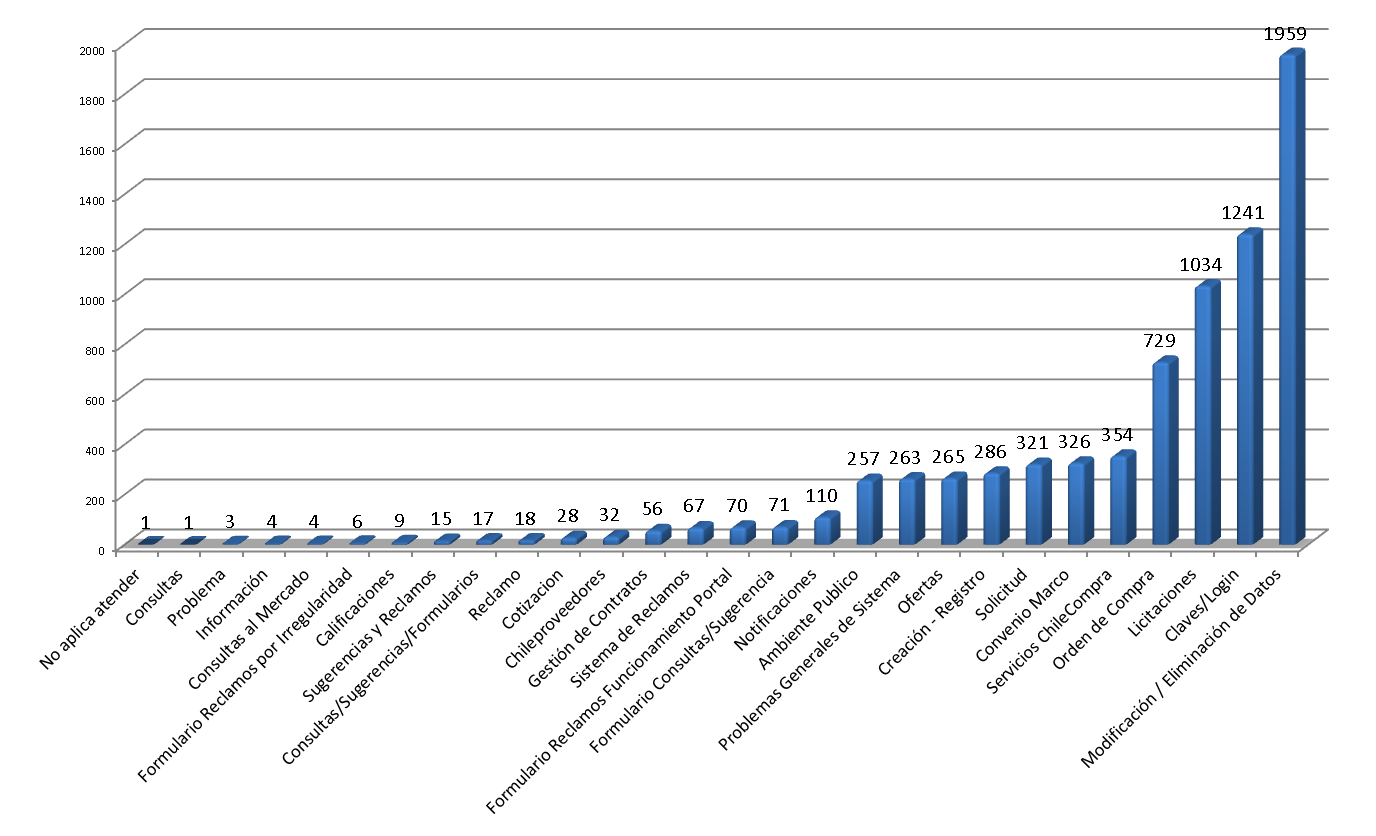 2000
1800
1600
1400
1200
1000
800
600
400
200
0
1
1
3
4
4
6
9
15
17
18
28
32
56
67
70
71
110
257
263
265
286
321
326
354
729
1034
1241
1959
No aplica atender
Consultas
Problema
Información
Consultas al Mercado
Formulario Reclamos por Irregularidad
Calificaciones
Sugerencias y Reclamos
Consultas/Sugerencias/Formularios
Reclamo
Cotizacion
Chileproveedores
Gestión de Contratos
Sistema de Reclamos
Formulario Reclamos Funcionamiento Portal
Formulario Consultas/Sugerencia
Notificaciones
Ambiente Publico
Problemas Generales de Sistema
Ofertas
Creación - Registro
Solicitud
Convenio Marco
Servicios ChileCompra
Orden de Compra
Licitaciones
Claves/Login
Modificación / Eliminación de Datos